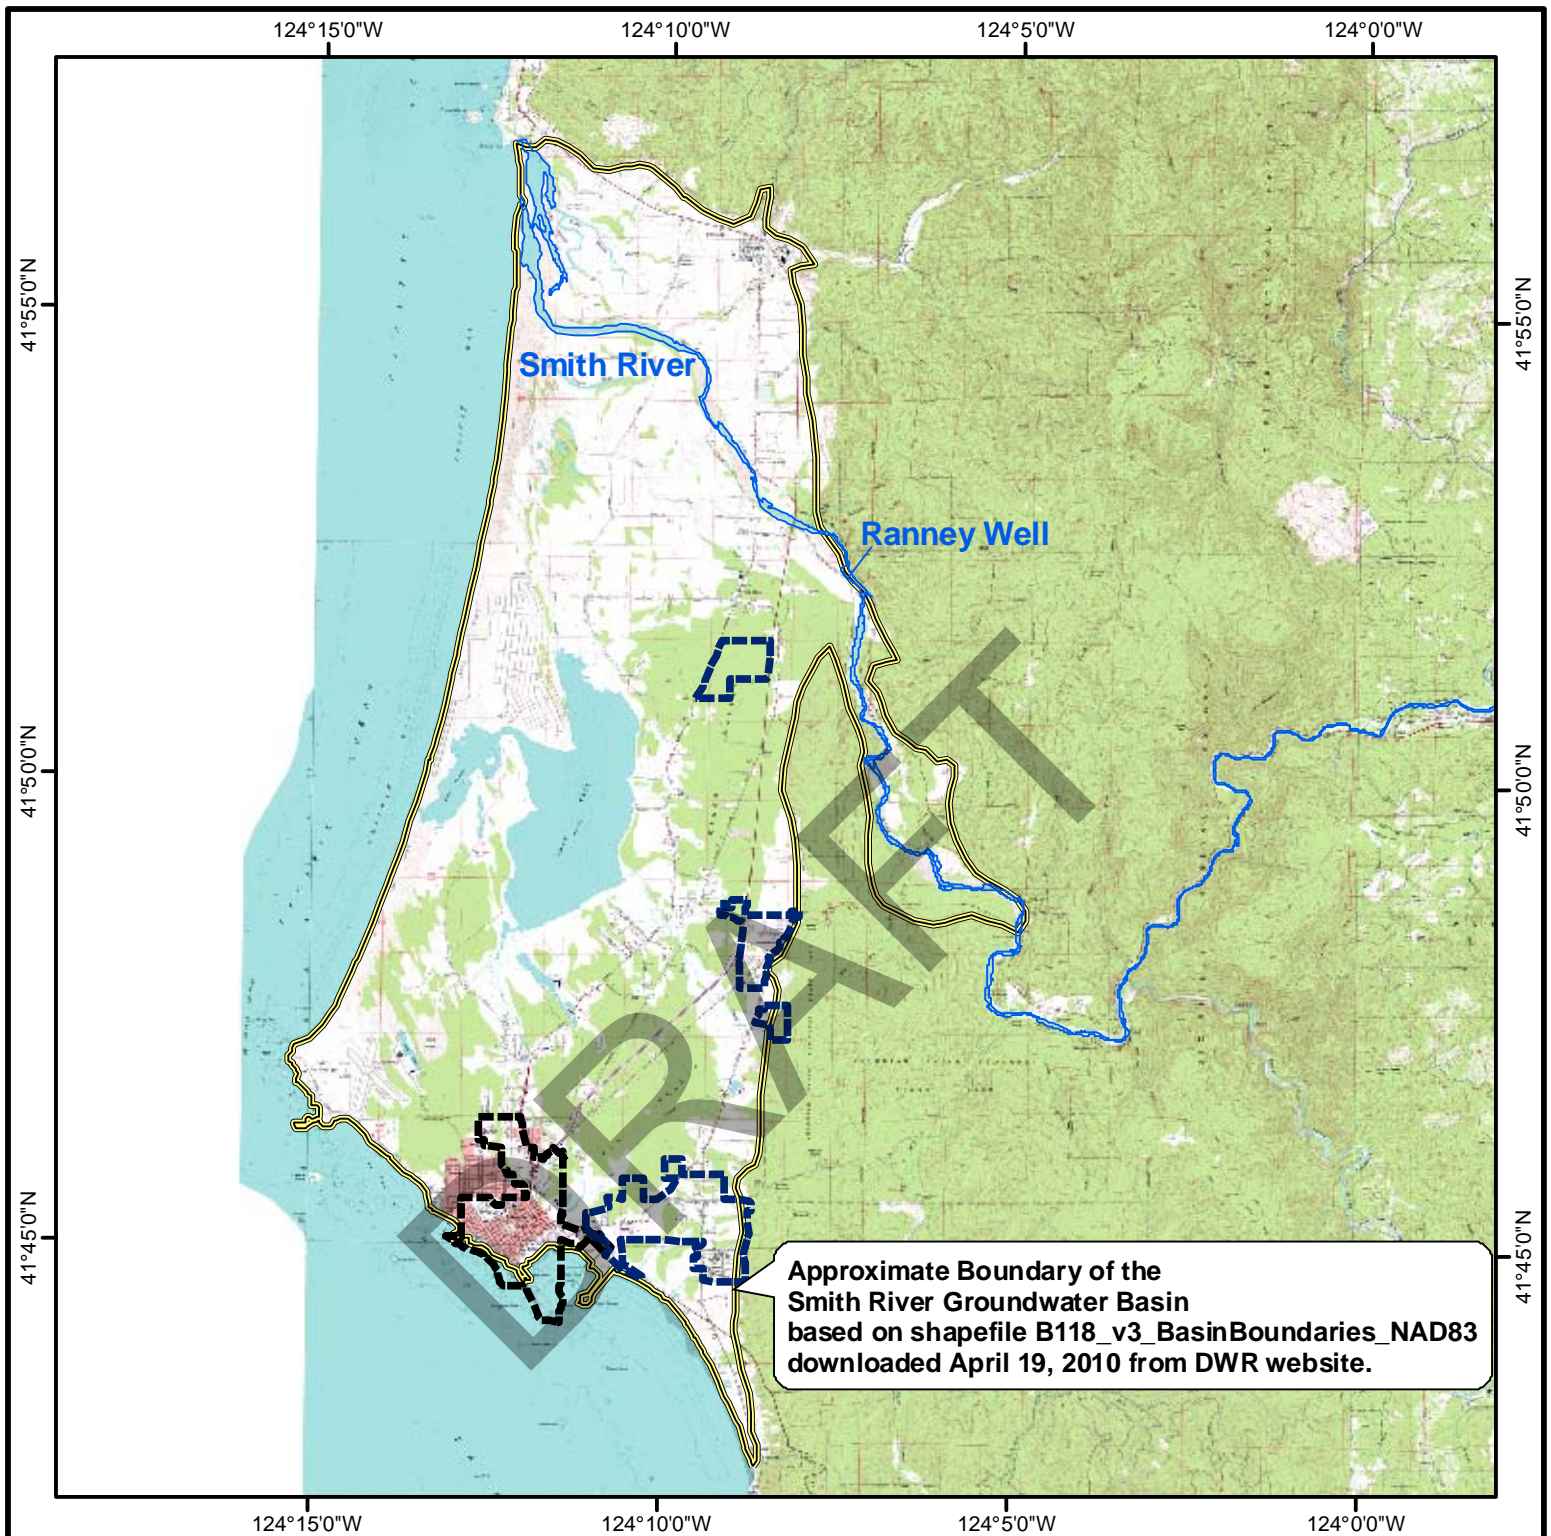 124°15'0"W 124°10'0"W 124°5'0"W 124°0'0"W
41°55'0"N
41°55'0"N
Smith River
Ranney Well
41°50'0"N
41°50'0"N
DRAFT
41°45'0"N
41°45'0"N
Approximate Boundary of the
Smith River Groundwater Basin
based on shapefile B118_v3_BasinBoundaries_NAD83
downloaded April 19, 2010 from DWR website.
124°15'0"W 124°10'0"W 124°5'0"W 124°0'0"W